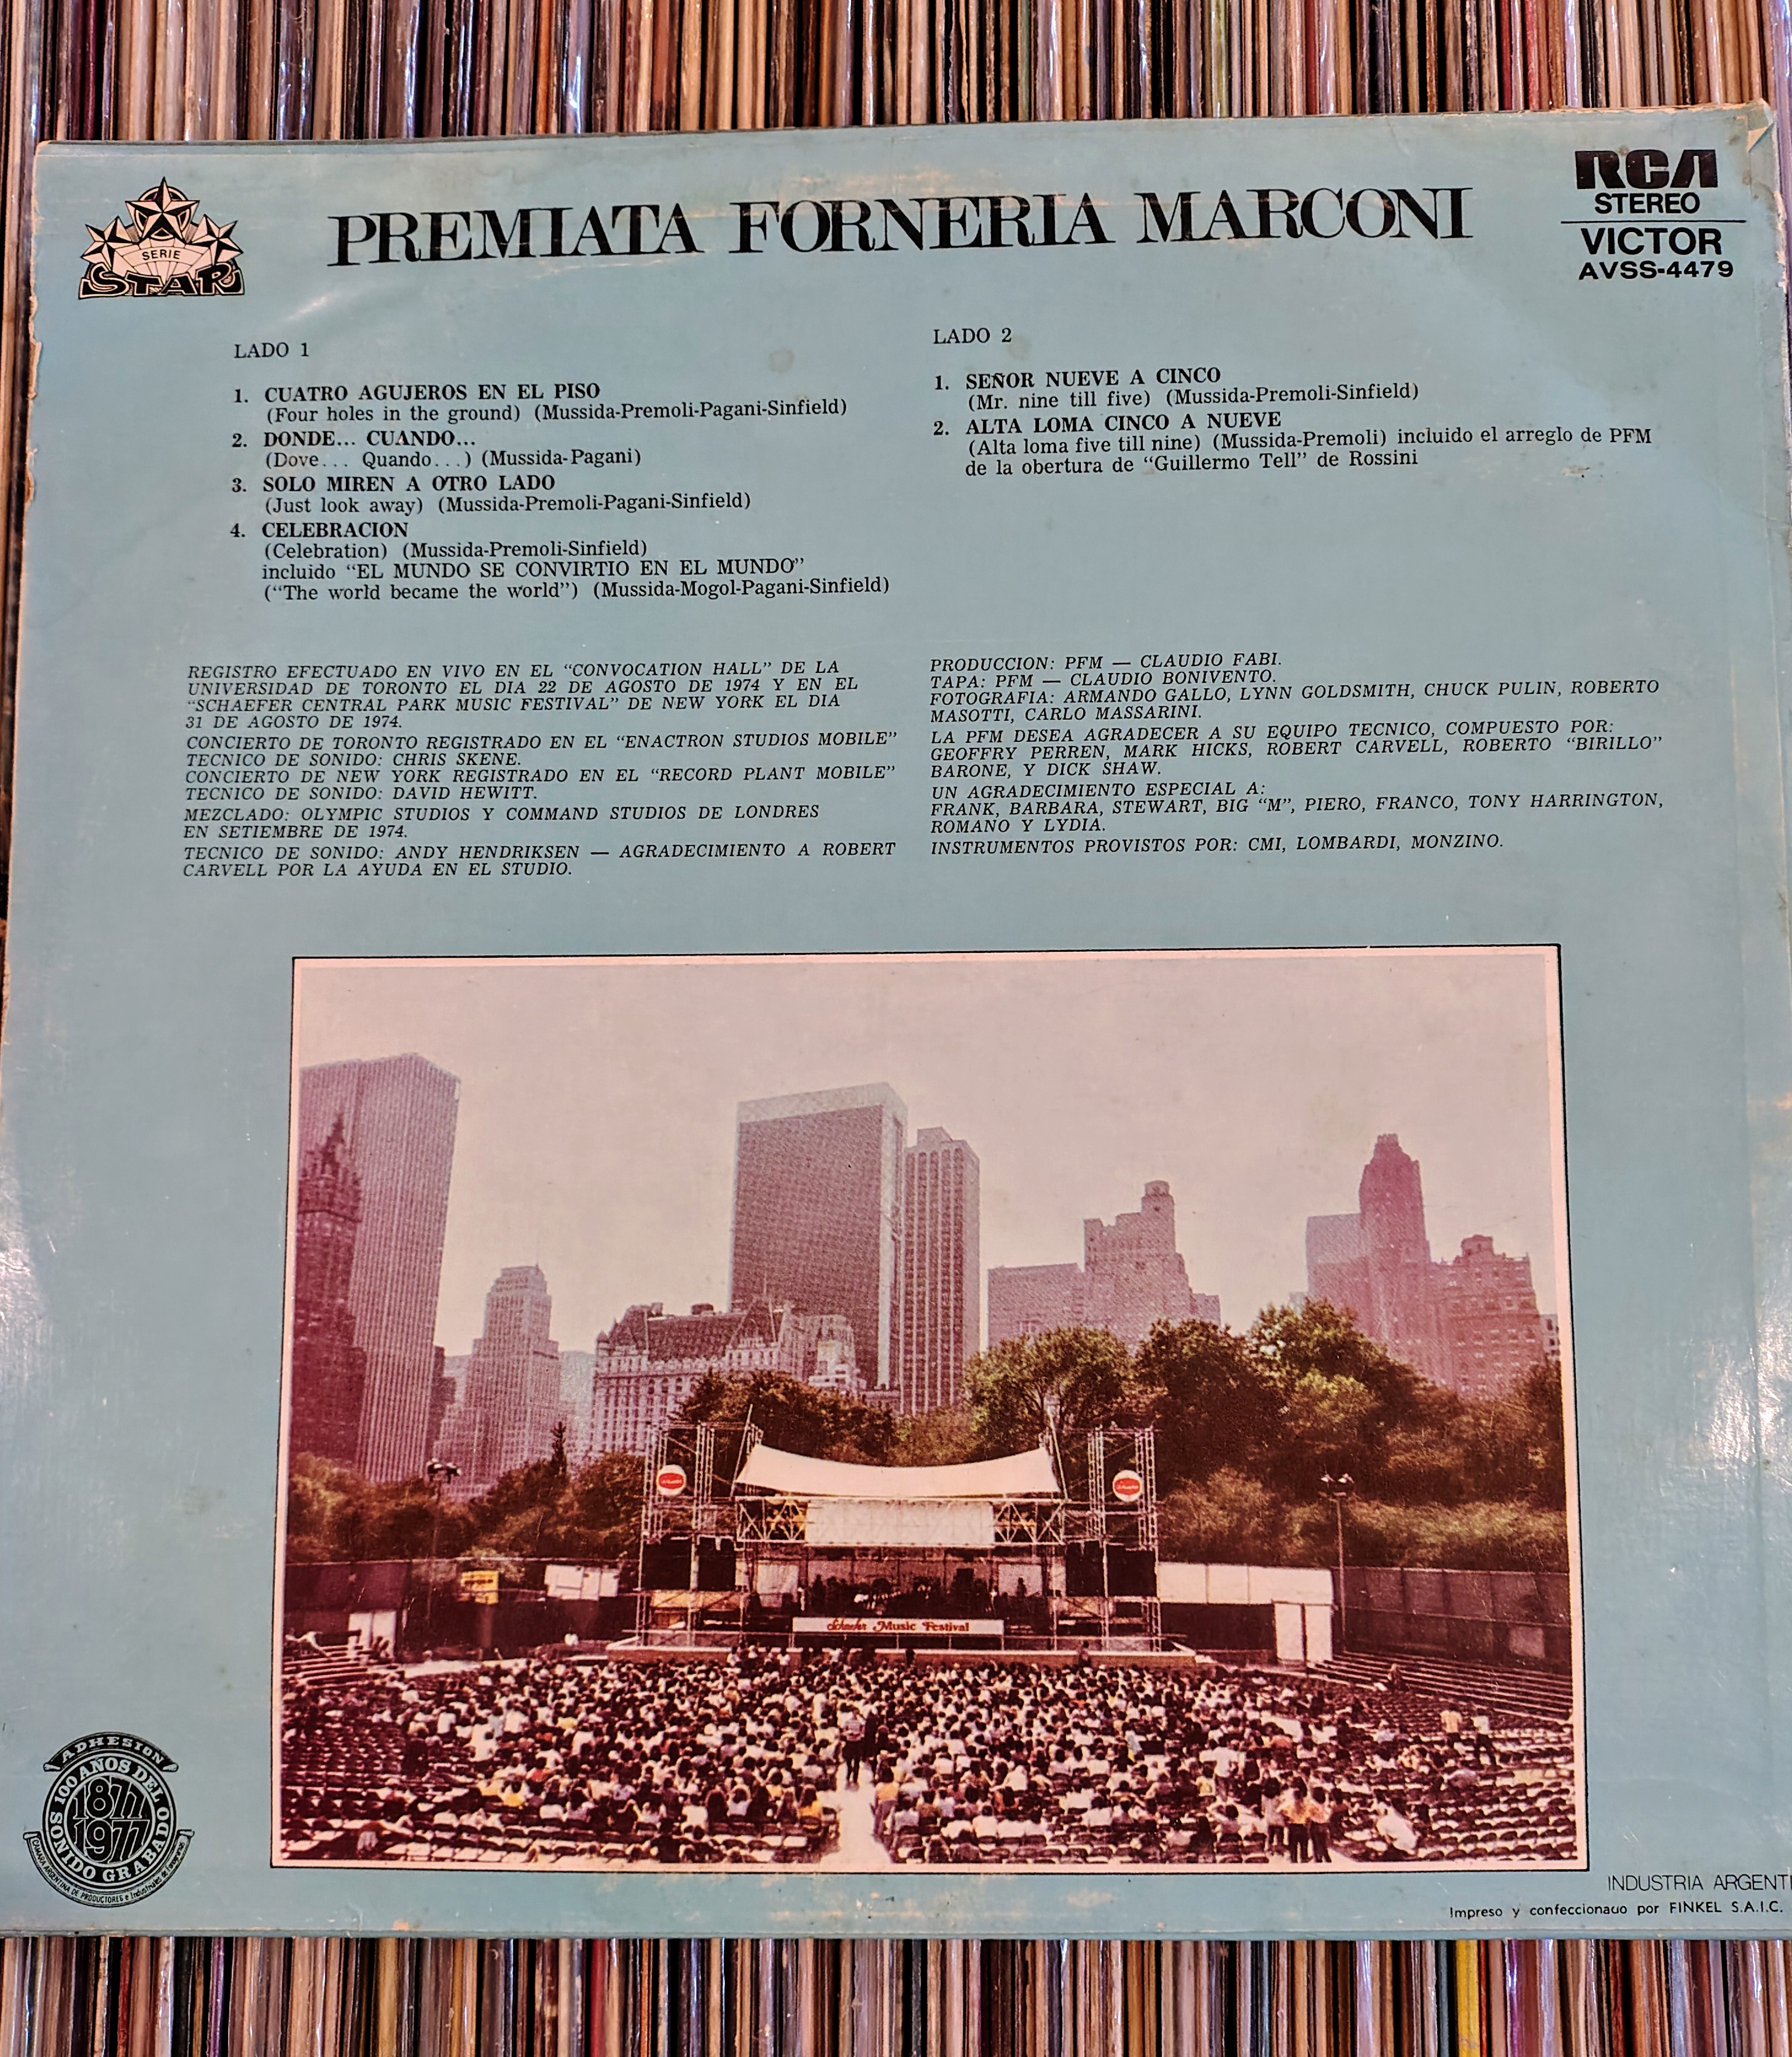 SERIE
STAR
PREMIATA FORNERIA MARCONI
RCA
STEREO
VICTOR
AVSS-4479
LADO 1
1. CUATRO AGUJEROS EN EL PISO
(Four holes in the ground) (Mussida-Premoli-Pagani-Sinfield)
2. DONDE... CUANDO...
(Dove... Quando...) (Mussida-Pagani)
3. SOLO MIREN A OTRO LADO
(Just look away) (Mussida-Premoli-Pagani-Sinfield)
4. CELEBRACION
(Celebration) (Mussida-Premoli-Sinfield)
incluido “EL MUNDO SE CONVIRTIO EN EL MUNDO”
(“The world became the world”) (Mussida-Mogol-Pagani-Sinfield)
LADO 2
1. SEÑOR NUEVE A CINCO
(Mr. nine till five) (Mussida-Premoli-Sinfield)
2. ALTA LOMA CINCO A NUEVE
(Alta loma five till nine) (Mussida-Premoli) incluido el arreglo de PFM
de la obertura de “Guillermo Tell” de Rossini
REGISTRO EFECTUADO EN VIVO EN EL “CONVOCATION HALL” DE LA
UNIVERSIDAD DE TORONTO EL DIA 22 DE AGOSTO DE 1974 Y EN EL
“SCHAEFER CENTRAL PARK MUSIC FESTIVAL” DE NEW YORK EL DIA
31 DE AGOSTO DE 1974.
CONCIERTO DE TORONTO REGISTRADO EN EL “ENACTRON STUDIOS MOBILE”
TECNICO DE SONIDO: CHRIS SKENE.
CONCIERTO DE NEW YORK REGISTRADO EN EL “RECORD PLANT MOBILE”
TECNICO DE SONIDO: DAVID HEWITT.
MEZCLADO: OLYMPIC STUDIOS Y COMMAND STUDIOS DE LONDRES
EN SETIEMBRE DE 1974.
TECNICO DE SONIDO: ANDY HENDRIKSEN — AGRADECIMIENTO A ROBERT
CARVELL POR LA AYUDA EN EL STUDIO.
PRODUCCION: PFM — CLAUDIO FABI.
TAPA: PFM — CLAUDIO BONIVENTO.
FOTOGRAFIA: ARMANDO GALLO, LYNN GOLDSMITH, CHUCK PULIN, ROBERTO
MASOTTI, CARLO MASSARINI.
LA PFM DESEA AGRADECER A SU EQUIPO TECNICO, COMPUESTO POR:
GEOFFRY PERREN, MARK HICKS, ROBERT CARVELL, ROBERTO “BIRILLO”
BARONE, Y DICK SHAW.
UN AGRADECIMIENTO ESPECIAL A:
FRANK, BARBARA, STEWART, BIG “M”, PIERO, FRANCO, TONY HARRINGTON,
ROMANO Y LYDIA.
INSTRUMENTOS PROVISTOS POR: CMI, LOMBARDI, MONZINO.
Schaefer Music Festival
ADHESION
100 AÑOS DEL SONIDO GRABADO
1877
1977
CAMARA ARGENTINA DE PRODUCTORES e Industriales de Fonogramas
INDUSTRIA ARGENTI
Impreso y confeccionado por FINKEL S.A.I.C.